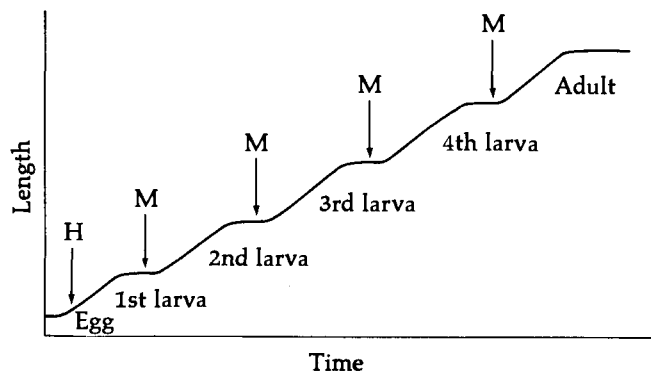 M
M
Adult
M
4th larva
M
3rd larva
H
2nd larva
1st larva
Egg
Length
Time